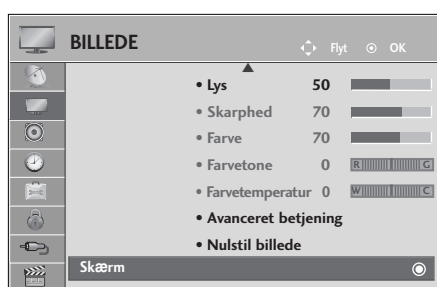 BILLEDE Flyt OK
• Lys 50
• Skarphed 70
• Farve 70
• Farvetone 0 R G
• Farvetemperatur 0 W C
• Avanceret betjening
• Nulstil billede
Skærm